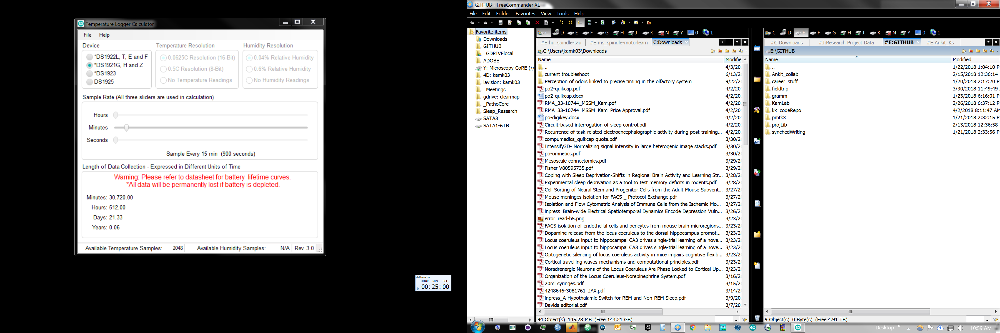 Temperature Logger Calculator
File Help
Device
*DS1922L, T, E and F
*DS1921G, H and Z
*DS1923
DS1925
Temperature Resolution
0.0625C Resolution (16-Bit)
0.5C Resolution (8-Bit)
No Temperature Readings
Humidity Resolution
0.04% Relative Humidity
0.6% Relative Humidity
No Humidity Readings
Sample Rate (All three sliders are used in calculation)
Hours
Minutes
Seconds
Sample Every 15 min (900 seconds)
Length of Data Collection - Expressed in Different Units of Time
Warning: Please refer to datasheet for battery lifetime curves.
*All data will be permanently lost if battery is depleted.
Minutes: 30,720.00
Hours: 512.00
Days: 21.33
Years: 0.06
Available Temperature Samples: 2048 Available Humidity Samples: N/A Rev. 3.0
deliberative
HOUR MIN SEC
00:25:00
GITHUB - FreeCommander XE
File Edit Folder Favorites View Tools Help
Favorite items
Downloads
GITHUB
_GDRIVElocal
ADOBE
Y: Microsopy CoRE (\\
4D: kamk03
lavision: kamk03
_Meetings
gdrive: clearmap
_PathoCore
Sleep_Research
SATA3
SATA1-6TB
C D E F G H J K N Y 0 1
#E:hu_spindle-tau #E:ms_spindle-motorlearn C:Downloads
C:\Users\kamk03\Downloads
Name Modifie
.. 4/3/20
current troubleshoot 6/13/2
Perception of odors linked to precise timing in the olfactory system 9/22/2
po2-quikcap.pdf 4/2/20
po2-quikcap.docx 4/2/20
RMA_33-10744_MSSM_Kam.pdf 4/2/20
RMA_33-10744_MSSM_Kam_Price Approval.pdf 4/2/20
po-digikey.docx 4/2/20
Circuit-based interrogation of sleep control.pdf 4/2/20
Recurrence of task-related electroencephalographic activity during post-training... 4/2/20
compumedics_quikcap quote.pdf 3/30/2
Intensify3D- Normalizing signal intensity in large heterogenic image stacks.pdf 3/30/2
po-omnetics.pdf 3/30/2
Mesoscale connectomics.pdf 3/29/2
Fisher V80595735.pdf 3/29/2
Coping with Sleep Deprivation-Shifts in Regional Brain Activity and Learning Str... 3/28/2
Experimental sleep deprivation as a tool to test memory deficits in rodents.pdf 3/28/2
Cell Sorting of Neural Stem and Progenitor Cells from the Adult Mouse Subvent... 3/27/2
Mouse meninges isolation for FACS _ Protocol Exchange.pdf 3/27/2
Isolation and Flow Cytometric Analysis of Immune Cells from the Ischemic Mo... 3/27/2
inpress_Brain-wide Electrical Spatiotemporal Dynamics Encode Depression Vuln... 3/26/2
error_read-h5.png 3/23/2
FACS isolation of endothelial cells and pericytes from mouse brain microregions... 3/23/2
Dopamine release from the locus coeruleus to the dorsal hippocampus promot... 3/23/2
Locus coeruleus input to hippocampal CA3 drives single-trial learning of a nove... 3/23/2
Locus coeruleus input to hippocampal CA3 drives single-trial learning of a nove... 3/23/2
Optogenetic silencing of locus coeruleus activity in mice impairs cognitive flexib... 3/23/2
Cortical travelling waves-mechanisms and computational principles.pdf 3/23/2
Noradrenergic Neurons of the Locus Coeruleus Are Phase Locked to Cortical Up... 3/23/2
Organization of the Locus Coeruleus-Norepinephrine System.pdf 3/16/2
20ml syringes.pdf 3/15/2
4248646-3081761_JAX.pdf 3/14/2
inpress_A Hypothalamic Switch for REM and Non-REM Sleep.pdf 3/9/20
Davids editorial.pdf 3/7/20
94 Object(s) 145.28 MB (Free 144.21 GB)
C D E F G H J K N Y 0 1
#C:Downloads #J:Research Project Data #E:GITHUB #E:Ankit_Ks
E:\GITHUB
Name Modified
.. 1/22/2018 1:04:10 P
Ankit_collab 2/15/2018 12:36:14
career_stuff 1/20/2018 2:17:20 P
fieldtrip 3/30/2018 11:49:49
gramm 1/23/2018 6:16:01 P
KamLab 2/26/2018 6:37:12 P
kk_codeRepo 4/2/2018 8:11:47 AM
pmtk3 1/21/2018 2:32:15 P
projLib 2/13/2018 12:36:58
synchedWriting 1/21/2018 2:33:56 P
9 Object(s) 0 Byte(s) (Free 4.91 TB)
EN
CV
EPIC
Desktop
10:59 AM